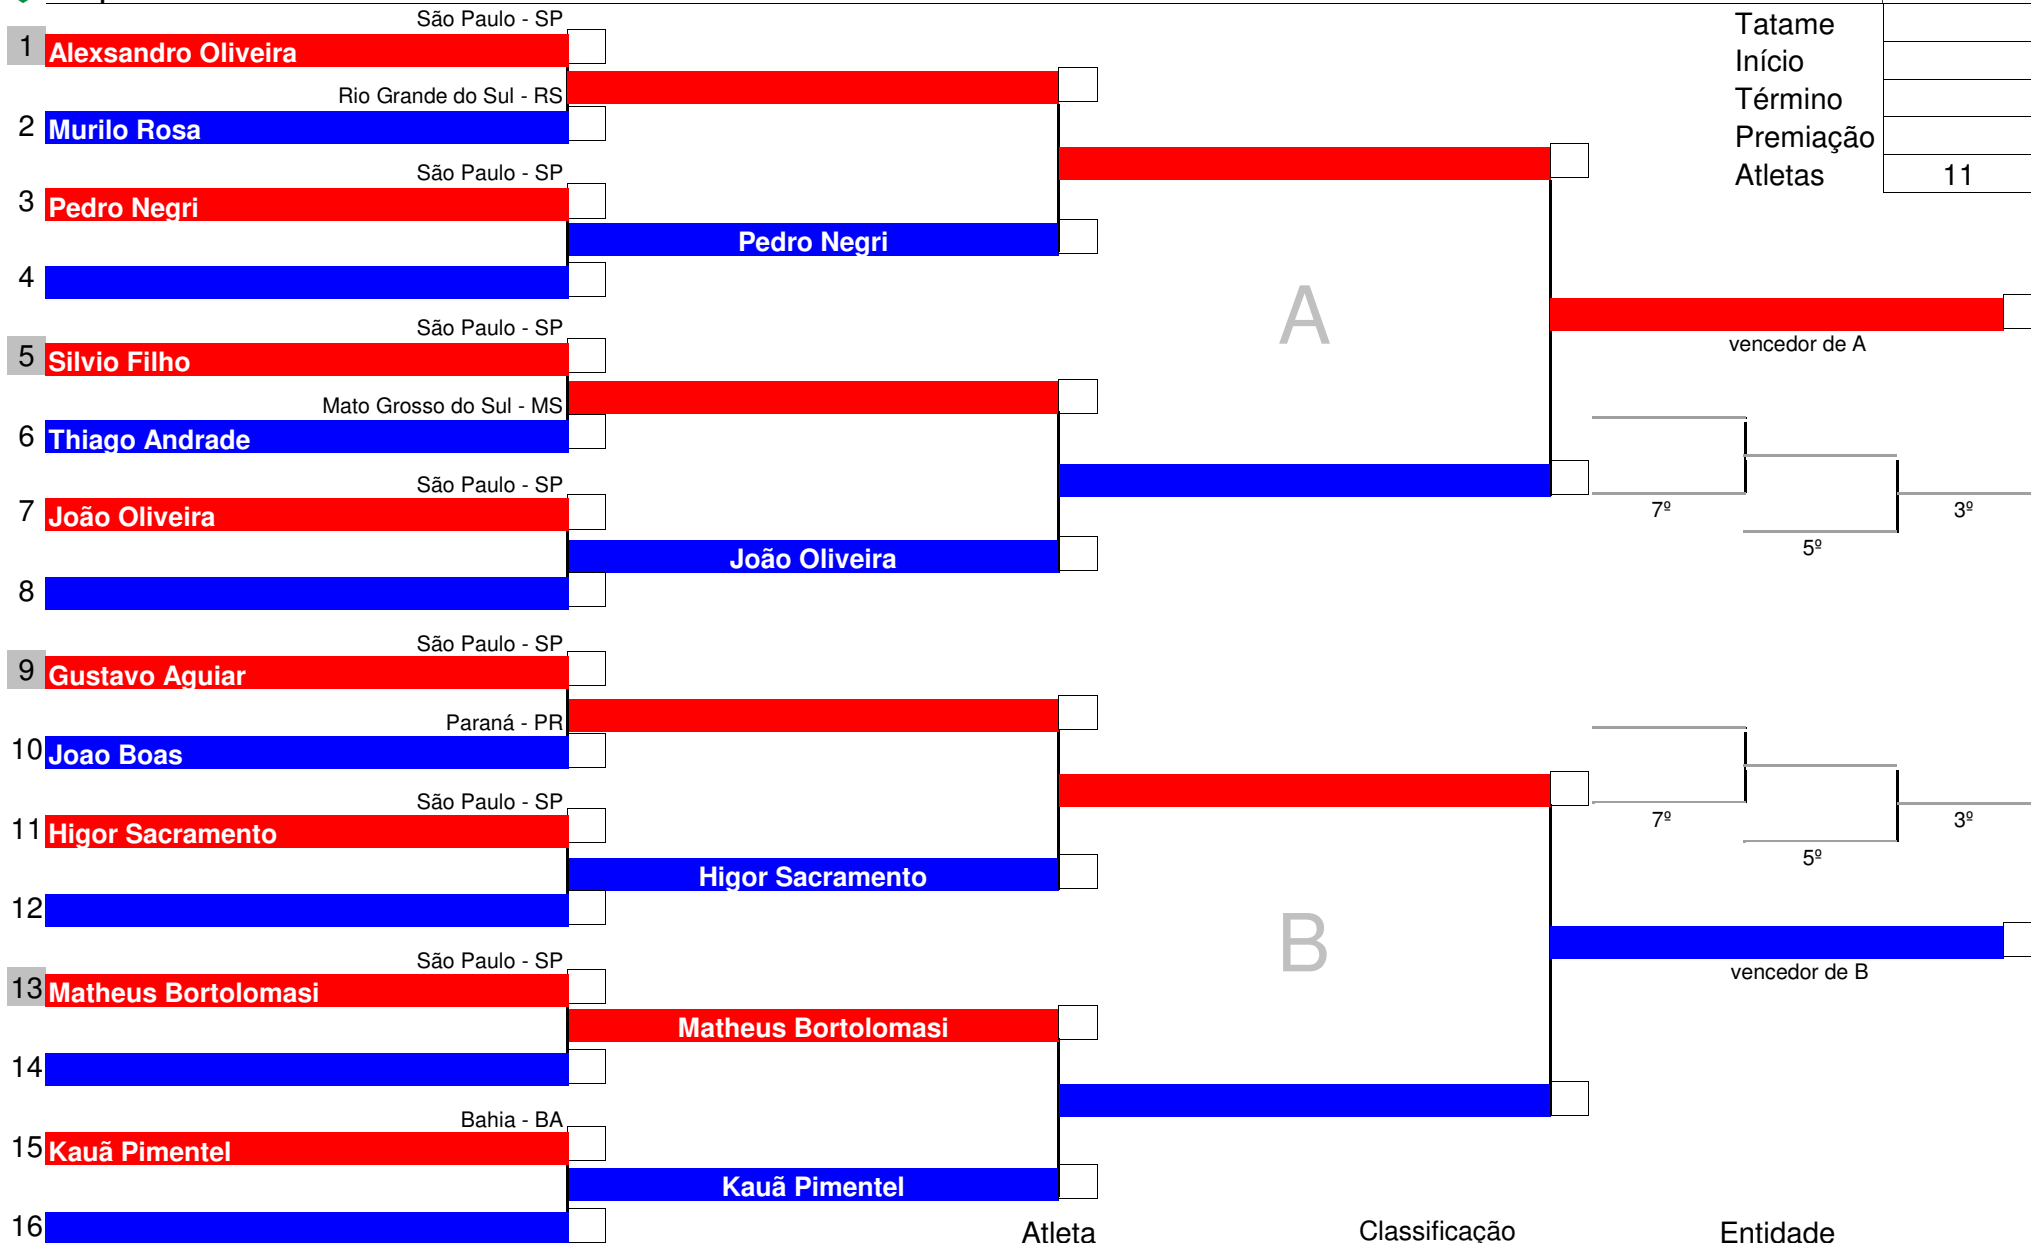 São Paulo - SP
Tatame
1 Alexsandro Oliveira
Início
Rio Grande do Sul - RS
Término
2 Murilo Rosa
Premiação
São Paulo - SP
Atletas 11
3 Pedro Negri
Pedro Negri
4
A
São Paulo - SP
vencedor de A
5 Silvio Filho
Mato Grosso do Sul - MS
6 Thiago Andrade
São Paulo - SP
7 João Oliveira
7º 3º
5º
João Oliveira
8
São Paulo - SP
9 Gustavo Aguiar
Paraná - PR
10 Joao Boas
São Paulo - SP
11 Higor Sacramento
7º 3º
5º
Higor Sacramento
12
B
São Paulo - SP
vencedor de B
13 Matheus Bortolomasi
Matheus Bortolomasi
14
Bahia - BA
15 Kauã Pimentel
Kauã Pimentel
16
Atleta Classificação Entidade